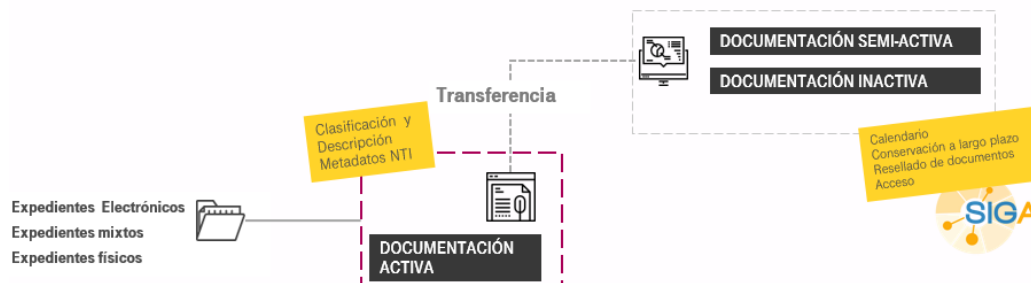 DOCUMENTACIÓN SEMI-ACTIVA
DOCUMENTACIÓN INACTIVA
Transferencia
Clasificación y
Descripción
Metadatos NTI
Calendario
Conservación a largo plazo
Resellado de documentos
Acceso
Expedientes Electrónicos
Expedientes mixtos
Expedientes físicos
DOCUMENTACIÓN
ACTIVA
SIGA